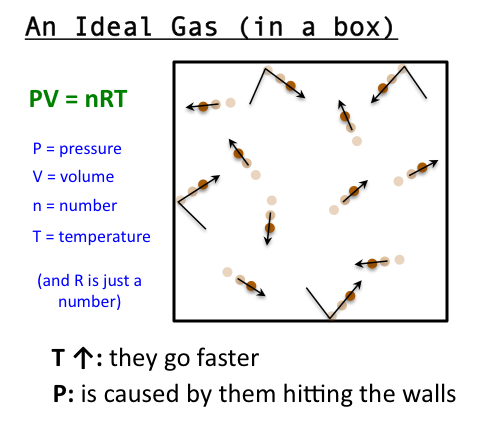 An Ideal Gas (in a box)
PV = nRT
P = pressure
V = volume
n = number
T = temperature
(and R is just a
number)
T ↑: they go faster
P: is caused by them hitting the walls